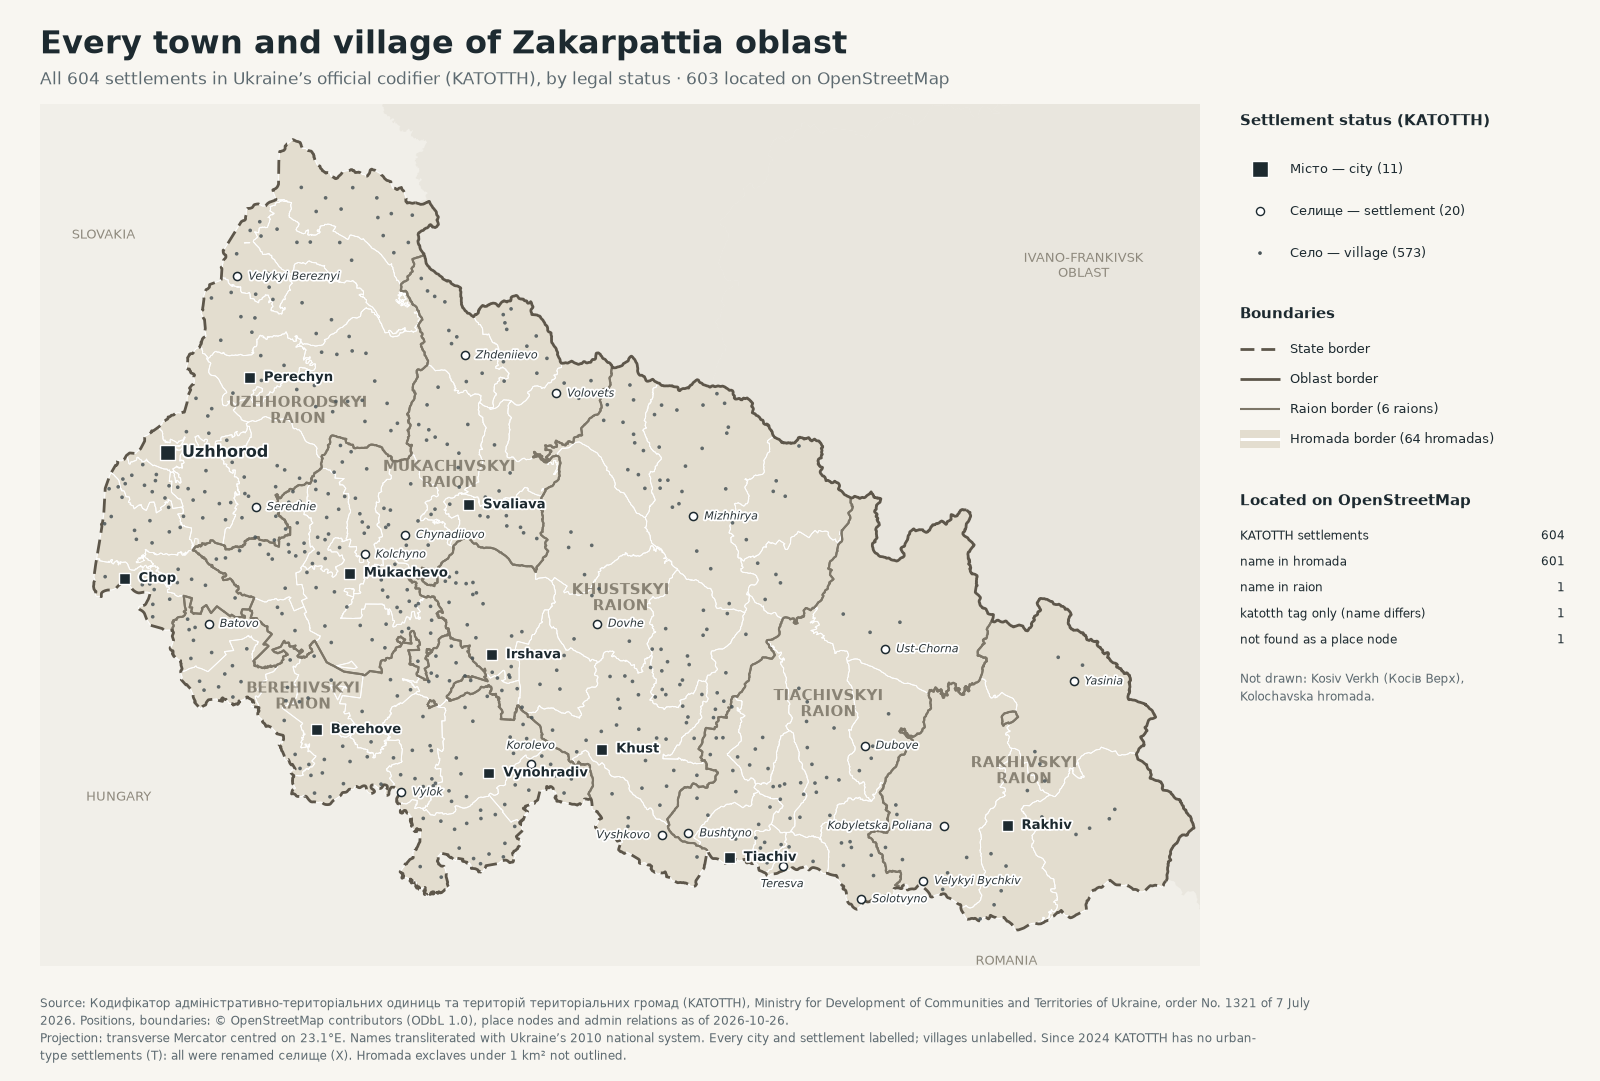 Every town and village of Zakarpattia oblast
All 604 settlements in Ukraine’s official codifier (KATOTTH), by legal status · 603 located on OpenStreetMap
SLOVAKIA
IVANO-FRANKIVSK
OBLAST
Velykyi Bereznyi
Zhdeniievo
Perechyn
Volovets
UZHHORODSKYI
RAION
Uzhhorod
MUKACHIVSKYI
RAION
Serednie
Svaliava
Mizhhirya
Chynadiiovo
Kolchyno
Chop
Mukachevo
KHUSTSKYI
RAION
Batovo
Dovhe
Irshava
Ust-Chorna
Yasinia
BEREHIVSKYI
RAION
TIACHIVSKYI
RAION
Berehove
Korolevo
Khust
Dubove
Vynohradiv
RAKHIVSKYI
RAION
HUNGARY
Vylok
Vyshkovo
Bushtyno
Kobyletska Poliana
Rakhiv
Tiachiv
Teresva
Velykyi Bychkiv
Solotvyno
ROMANIA
Settlement status (KATOTTH)
Місто — city (11)
Селище — settlement (20)
Село — village (573)
Boundaries
State border
Oblast border
Raion border (6 raions)
Hromada border (64 hromadas)
Located on OpenStreetMap
KATOTTH settlements 604
name in hromada 601
name in raion 1
katotth tag only (name differs) 1
not found as a place node 1
Not drawn: Kosiv Verkh (Косів Верх),
Kolochavska hromada.
Source: Кодифікатор адміністративно-територіальних одиниць та територій територіальних громад (KATOTTH), Ministry for Development of Communities and Territories of Ukraine, order No. 1321 of 7 July
2026. Positions, boundaries: © OpenStreetMap contributors (ODbL 1.0), place nodes and admin relations as of 2026-10-26.
Projection: transverse Mercator centred on 23.1°E. Names transliterated with Ukraine’s 2010 national system. Every city and settlement labelled; villages unlabelled. Since 2024 KATOTTH has no urban-
type settlements (T): all were renamed селище (X). Hromada exclaves under 1 km² not outlined.